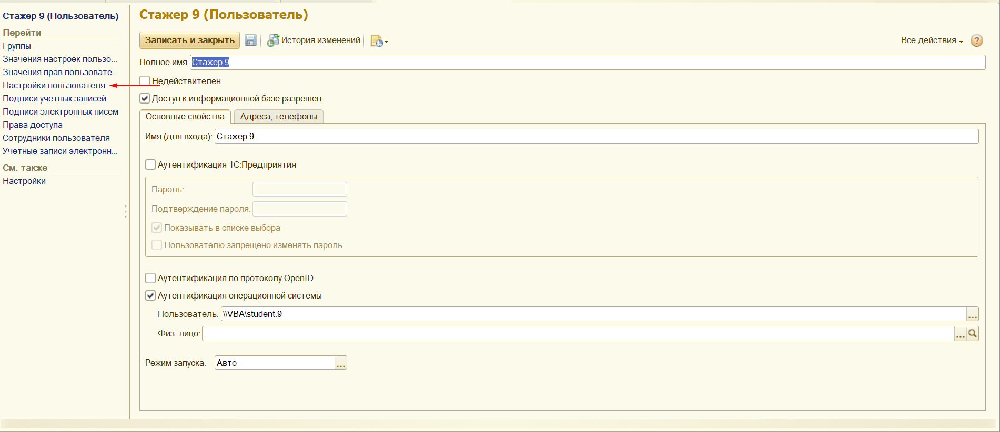 Стажер 9 (Пользователь)
Перейти
Группы
Значения настроек пользо...
Значения прав пользовате...
Настройки пользователя
Подписи учетных записей
Подписи электронных писем
Права доступа
Сотрудники пользователя
Учетные записи электронн...
См. также
Настройки
Стажер 9 (Пользователь)
Записать и закрыть
История изменений
Все действия
?
Полное имя: Стажер 9
Недействителен
Доступ к информационной базе разрешен
Основные свойства
Адреса, телефоны
Имя (для входа): Стажер 9
Аутентификация 1С:Предприятия
Пароль:
Подтверждение пароля:
Показывать в списке выбора
Пользователю запрещено изменять пароль
Аутентификация по протоколу OpenID
Аутентификация операционной системы
Пользователь: \\VBA\student.9 ...
Физ. лицо: ...
Режим запуска: Авто ...